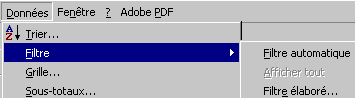 Données Fenêtre ? Adobe PDF
A Z Trier...
Filtre Filtre automatique
Grille... Afficher tout
Sous-totaux... Filtre élaboré...